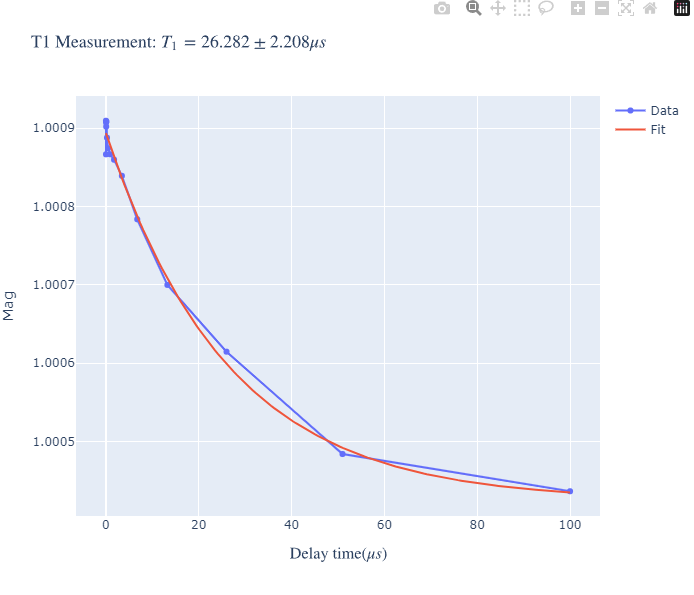 T1 Measurement: T₁ = 26.282 ± 2.208μs
Data
Fit
1.0009
1.0008
1.0007
1.0006
1.0005
Mag
0 20 40 60 80 100
Delay time(μs)